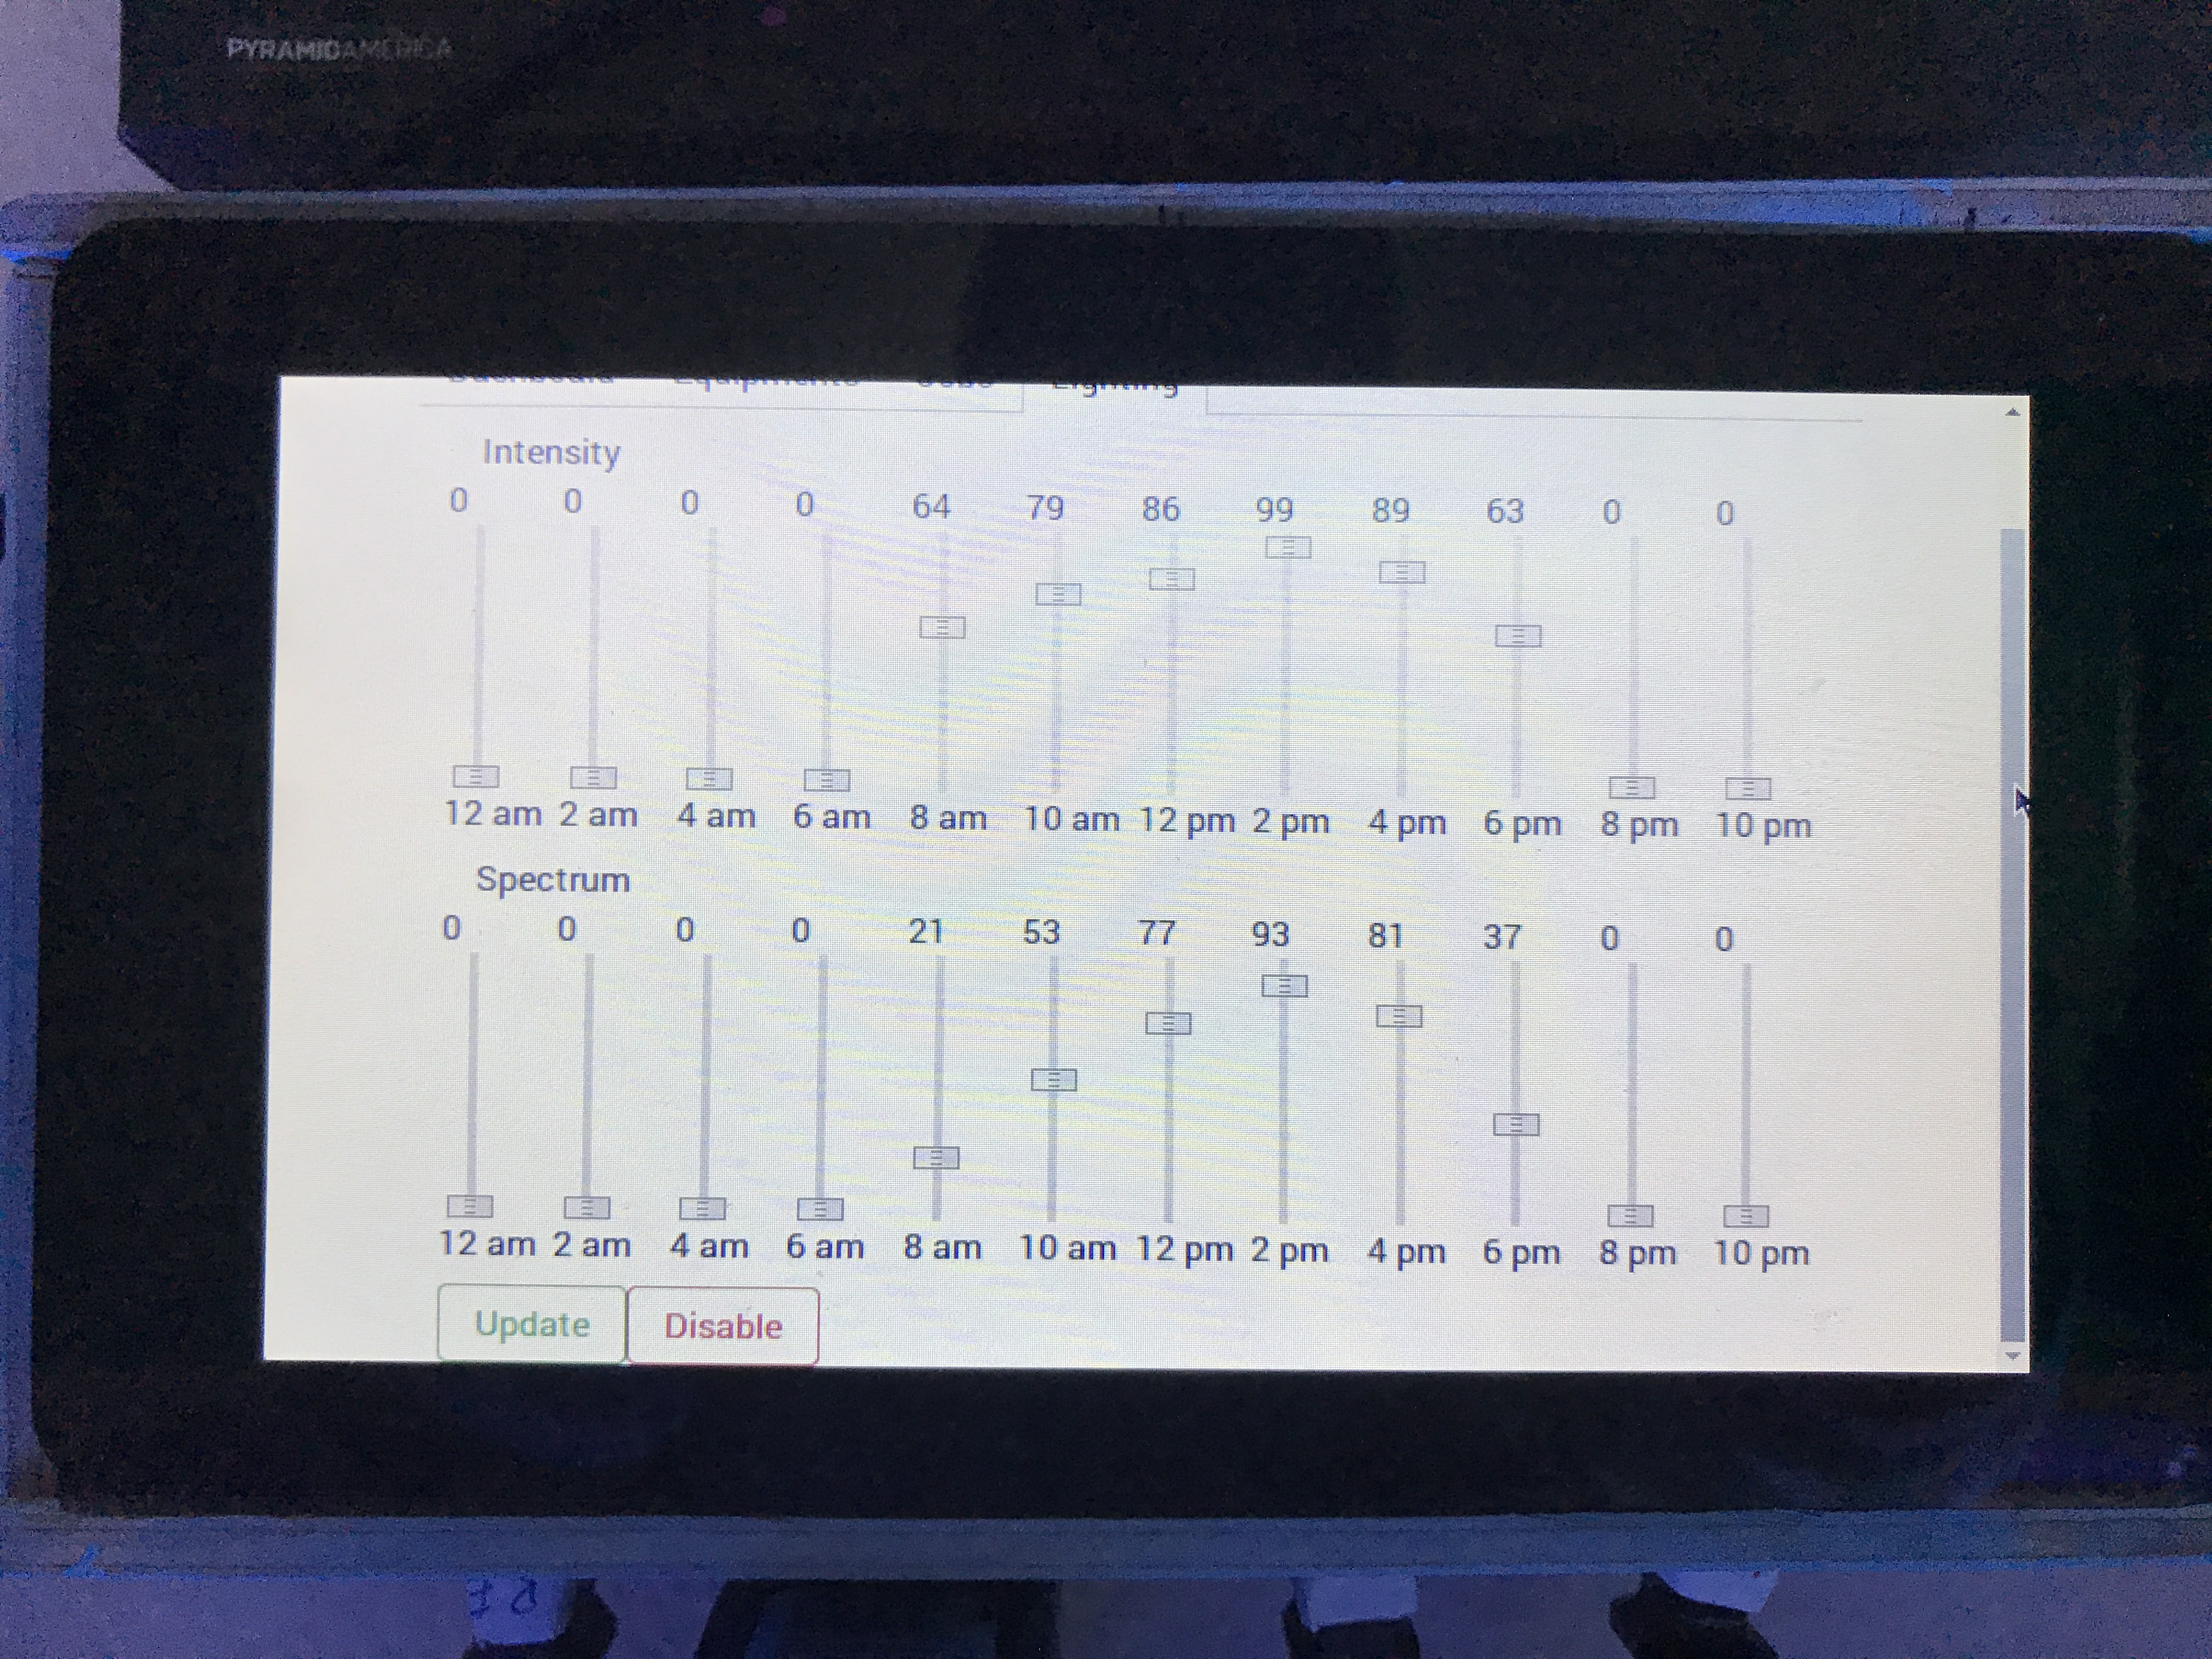 PYRAMIDAMERICA
Dashboard Equipments Jobs Lighting
Intensity
0 0 0 0 64 79 86 99 89 63 0 0
12 am 2 am 4 am 6 am 8 am 10 am 12 pm 2 pm 4 pm 6 pm 8 pm 10 pm
Spectrum
0 0 0 0 21 53 77 93 81 37 0 0
12 am 2 am 4 am 6 am 8 am 10 am 12 pm 2 pm 4 pm 6 pm 8 pm 10 pm
Update Disable